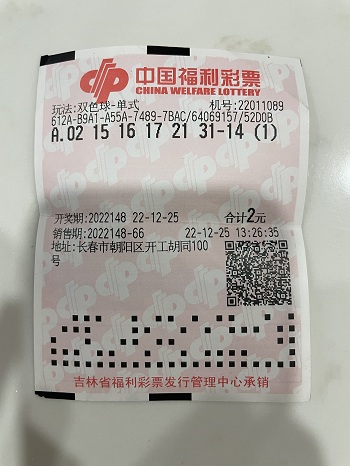 中国福利彩票
CHINA WELFARE LOTTERY
玩法:双色球-单式 机号:22011089
612A-B9A1-A55A-7489-7BAC/64069157/52D0B
A.02 15 16 17 21 31-14 (1)
开奖期:2022148 22-12-25 合计2元
销售期:2022148-66 22-12-25 13:26:35
地址:长春市朝阳区开工胡同100
号
吉林省福利彩票发行管理中心承销